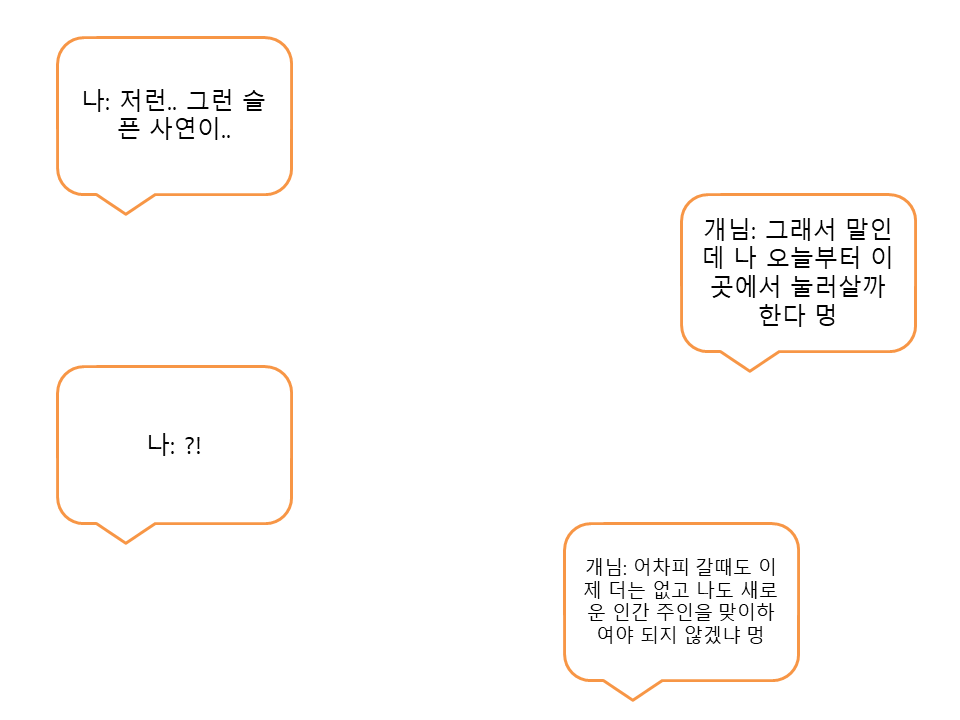 나: 저런.. 그런 슬
픈 사연이..
개님: 그래서 말인
데 나 오늘부터 이
곳에서 눌러살까
한다 멍
나: ?!
개님: 어차피 갈때도 이
제 더는 없고 나도 새로
운 인간 주인을 맞이하
여야 되지 않겠냐 멍